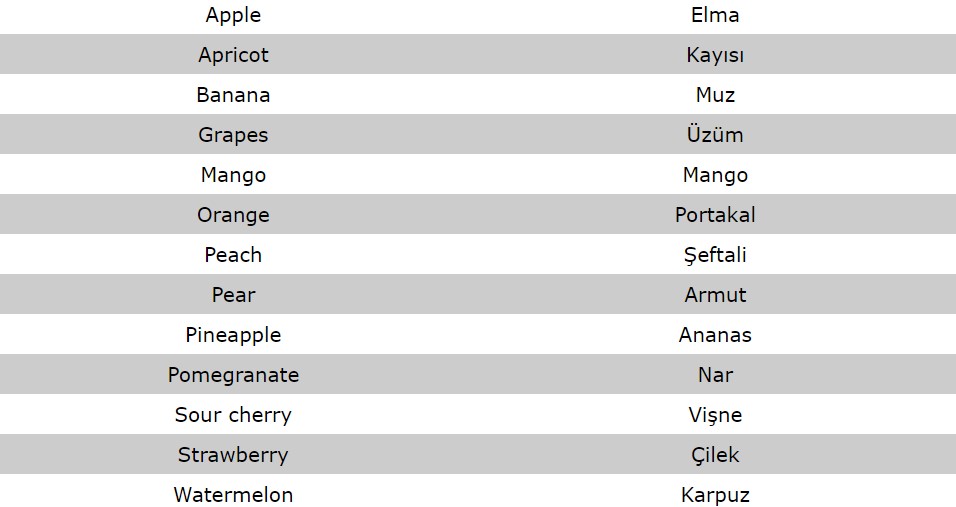 Apple Elma
Apricot Kayısı
Banana Muz
Grapes Üzüm
Mango Mango
Orange Portakal
Peach Şeftali
Pear Armut
Pineapple Ananas
Pomegranate Nar
Sour cherry Vişne
Strawberry Çilek
Watermelon Karpuz